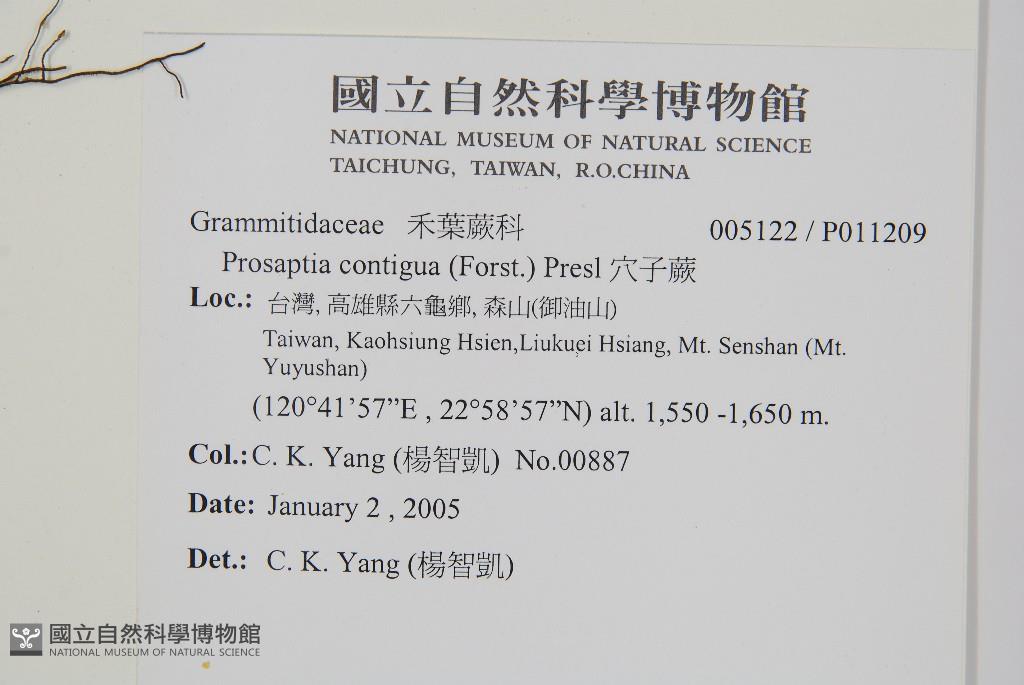 國立自然科學博物館
NATIONAL MUSEUM OF NATURAL SCIENCE
TAICHUNG, TAIWAN, R.O.CHINA
Grammitidaceae 禾葉蕨科 005122 / P011209
Prosaptia contigua (Forst.) Presl 穴子蕨
Loc.: 台灣, 高雄縣六龜鄉, 森山(御油山)
Taiwan, Kaohsiung Hsien,Liukuei Hsiang, Mt. Senshan (Mt.
Yuyushan)
(120°41’57”E , 22°58’57”N) alt. 1,550 -1,650 m.
Col.: C. K. Yang (楊智凱) No.00887
Date: January 2 , 2005
Det.: C. K. Yang (楊智凱)
國立自然科學博物館
NATIONAL MUSEUM OF NATURAL SCIENCE